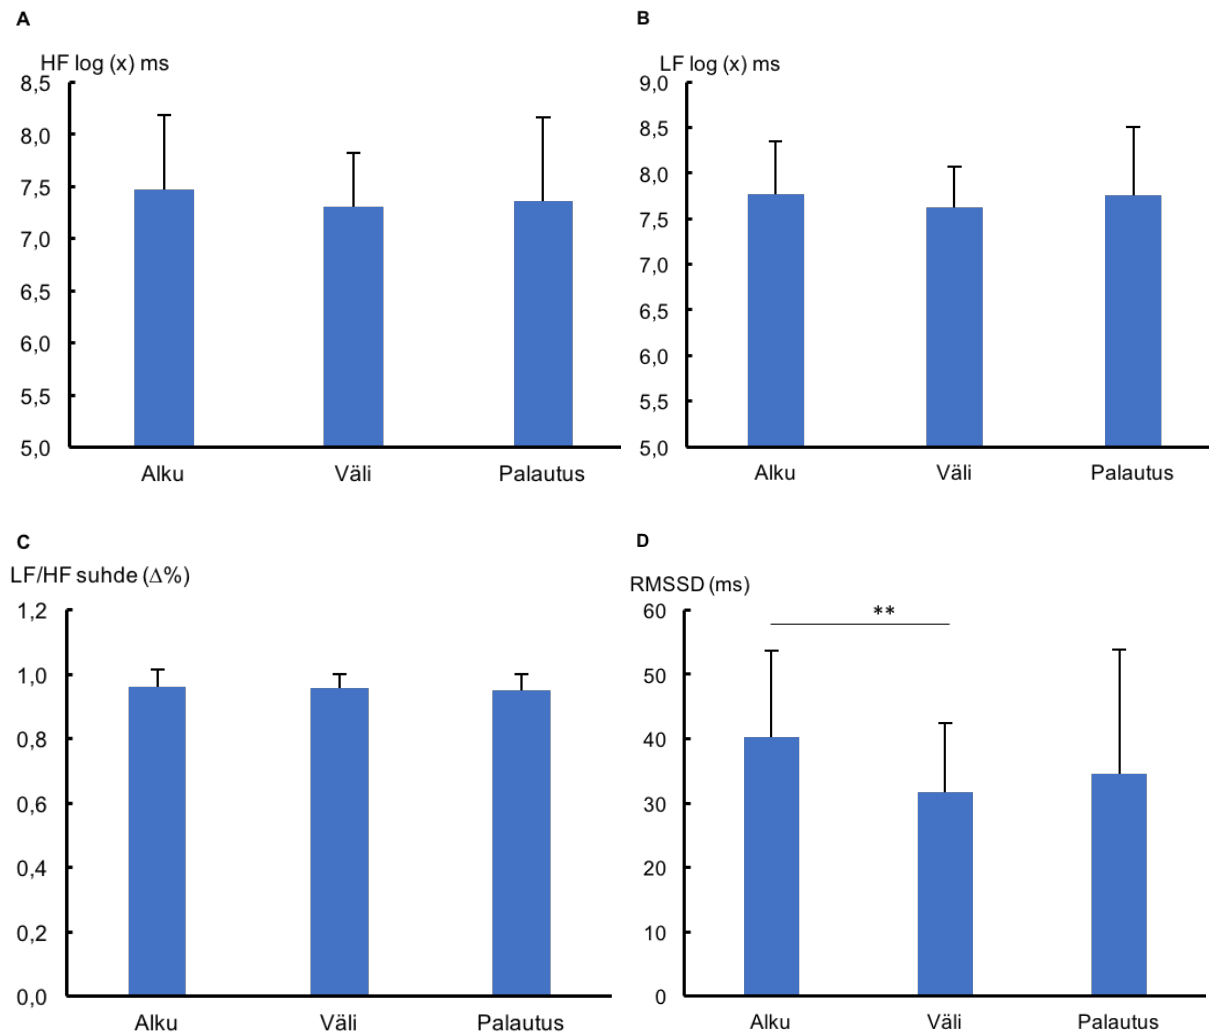 A
HF log (x) ms
8,5
8,0
7,5
7,0
6,5
6,0
5,5
5,0
Alku Väli Palautus
B
LF log (x) ms
9,0
8,5
8,0
7,5
7,0
6,5
6,0
5,5
5,0
Alku Väli Palautus
C
LF/HF suhde (Δ%)
1,2
1,0
0,8
0,6
0,4
0,2
0,0
Alku Väli Palautus
D
RMSSD (ms)
**
60
50
40
30
20
10
0
Alku Väli Palautus